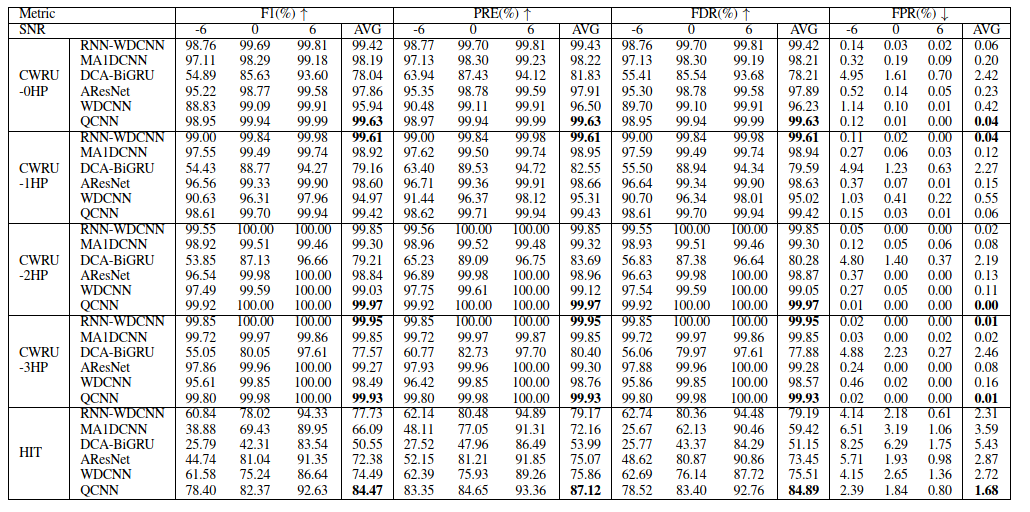 Metric F1(%) ↑ PRE(%) ↑ FDR(%) ↑ FPR(%) ↓
SNR -6 0 6 AVG -6 0 6 AVG -6 0 6 AVG -6 0 6 AVG
CWRU -0HP
RNN-WDCNN 98.76 99.69 99.81 99.42 98.77 99.70 99.81 99.43 98.76 99.70 99.81 99.42 0.14 0.03 0.02 0.06
MA1DCNN 97.11 98.29 99.18 98.19 97.13 98.30 99.23 98.22 97.13 98.30 99.19 98.21 0.32 0.19 0.09 0.20
DCA-BiGRU 54.89 85.63 93.60 78.04 63.94 87.43 94.12 81.83 55.41 85.54 93.68 78.21 4.95 1.61 0.70 2.42
AResNet 95.22 98.77 99.58 97.86 95.35 98.78 99.59 97.91 95.30 98.78 99.58 97.89 0.52 0.14 0.05 0.23
WDCNN 88.83 99.09 99.91 95.94 90.48 99.11 99.91 96.50 89.70 99.10 99.91 96.23 1.14 0.10 0.01 0.42
QCNN 98.95 99.94 99.99 99.63 98.97 99.94 99.99 99.63 98.95 99.94 99.99 99.63 0.12 0.01 0.00 0.04
CWRU -1HP
RNN-WDCNN 99.00 99.84 99.98 99.61 99.00 99.84 99.98 99.61 99.00 99.84 99.98 99.61 0.11 0.02 0.00 0.04
MA1DCNN 97.55 99.49 99.74 98.92 97.62 99.50 99.74 98.95 97.59 99.49 99.74 98.94 0.27 0.06 0.03 0.12
DCA-BiGRU 54.43 88.77 94.27 79.16 63.40 89.53 94.72 82.55 55.50 88.94 94.34 79.59 4.94 1.23 0.63 2.27
AResNet 96.56 99.33 99.90 98.60 96.71 99.36 99.91 98.66 96.64 99.34 99.90 98.63 0.37 0.07 0.01 0.15
WDCNN 90.63 96.31 97.96 94.97 91.44 96.37 98.12 95.31 90.70 96.34 98.01 95.02 1.03 0.41 0.22 0.55
QCNN 98.61 99.70 99.94 99.42 98.62 99.71 99.94 99.43 98.61 99.70 99.94 99.42 0.15 0.03 0.01 0.06
CWRU -2HP
RNN-WDCNN 99.55 100.00 100.00 99.85 99.56 100.00 100.00 99.85 99.55 100.00 100.00 99.85 0.05 0.00 0.00 0.02
MA1DCNN 98.92 99.51 99.46 99.30 98.96 99.52 99.48 99.32 98.93 99.51 99.46 99.30 0.12 0.05 0.06 0.08
DCA-BiGRU 53.85 87.13 96.66 79.21 65.23 89.09 96.75 83.69 56.83 87.38 96.64 80.28 4.80 1.40 0.37 2.19
AResNet 96.54 99.98 100.00 98.84 96.89 99.98 100.00 98.96 96.63 99.98 100.00 98.87 0.37 0.00 0.00 0.13
WDCNN 97.49 99.59 100.00 99.03 97.75 99.61 100.00 99.12 97.54 99.59 100.00 99.05 0.27 0.05 0.00 0.11
QCNN 99.92 100.00 100.00 99.97 99.92 100.00 100.00 99.97 99.92 100.00 100.00 99.97 0.01 0.00 0.00 0.00
CWRU -3HP
RNN-WDCNN 99.85 100.00 100.00 99.95 99.85 100.00 100.00 99.95 99.85 100.00 100.00 99.95 0.02 0.00 0.00 0.01
MA1DCNN 99.72 99.97 99.86 99.85 99.72 99.97 99.87 99.85 99.72 99.97 99.86 99.85 0.03 0.00 0.02 0.02
DCA-BiGRU 55.05 80.05 97.61 77.57 60.77 82.73 97.70 80.40 56.06 79.97 97.61 77.88 4.88 2.23 0.27 2.46
AResNet 97.86 99.96 100.00 99.27 97.93 99.96 100.00 99.30 97.88 99.96 100.00 99.28 0.24 0.00 0.00 0.08
WDCNN 95.61 99.85 100.00 98.49 96.42 99.85 100.00 98.76 95.86 99.85 100.00 98.57 0.46 0.02 0.00 0.16
QCNN 99.80 99.98 100.00 99.93 99.80 99.98 100.00 99.93 99.80 99.98 100.00 99.93 0.02 0.00 0.00 0.01
HIT
RNN-WDCNN 60.84 78.02 94.33 77.73 62.14 80.48 94.89 79.17 62.74 80.36 94.48 79.19 4.14 2.18 0.61 2.31
MA1DCNN 38.88 69.43 89.95 66.09 48.11 77.05 91.31 72.16 25.67 62.13 90.46 59.42 6.51 3.19 1.06 3.59
DCA-BiGRU 25.79 42.31 83.54 50.55 27.52 47.96 86.49 53.99 25.77 43.37 84.29 51.15 8.25 6.29 1.75 5.43
AResNet 44.74 81.04 91.35 72.38 52.15 81.21 91.85 75.07 48.62 80.87 90.86 73.45 5.71 1.93 0.98 2.87
WDCNN 61.58 75.24 86.64 74.49 62.39 75.93 89.26 75.86 62.69 76.14 87.72 75.51 4.15 2.65 1.36 2.72
QCNN 78.40 82.37 92.63 84.47 83.35 84.65 93.36 87.12 78.52 83.40 92.76 84.89 2.39 1.84 0.80 1.68